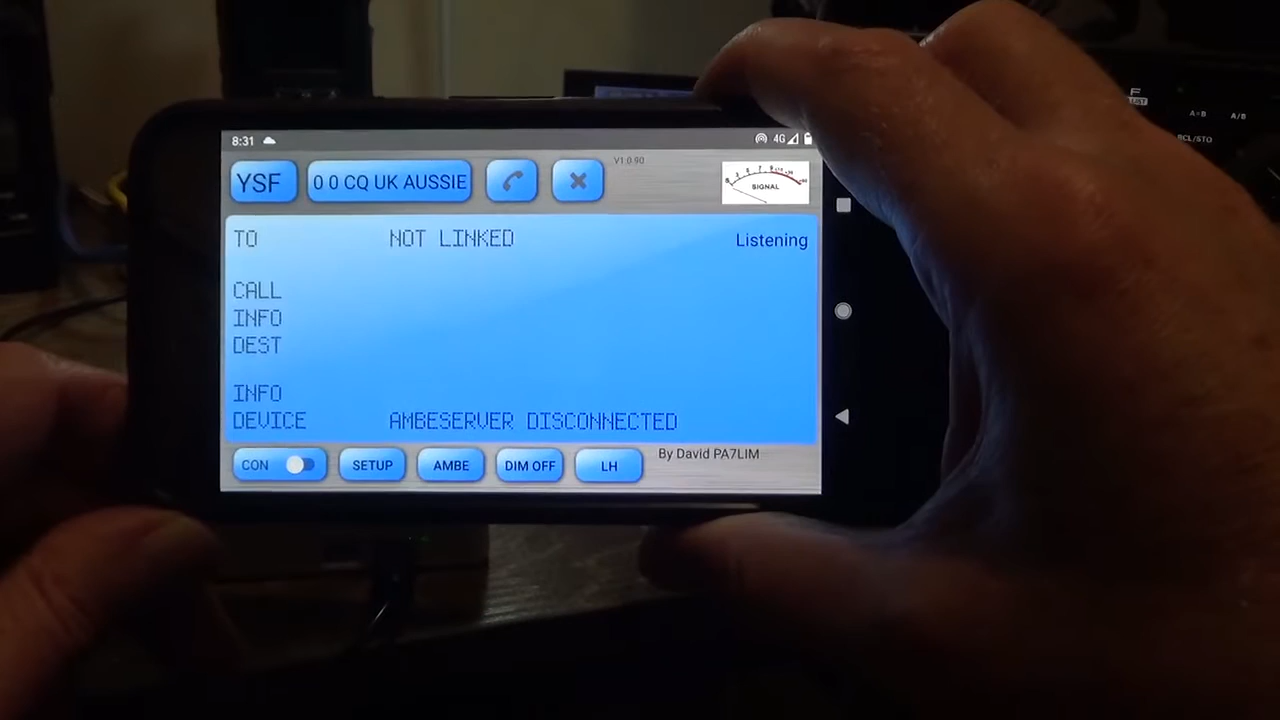 8:31 4G
YSF 0 0 CQ UK AUSSIE V1.0.90
SIGNAL
TO NOT LINKED Listening
CALL
INFO
DEST
INFO
DEVICE AMBESERVER DISCONNECTED
CON SETUP AMBE DIM OFF LH By David PA7LIM
F
A=B A/B